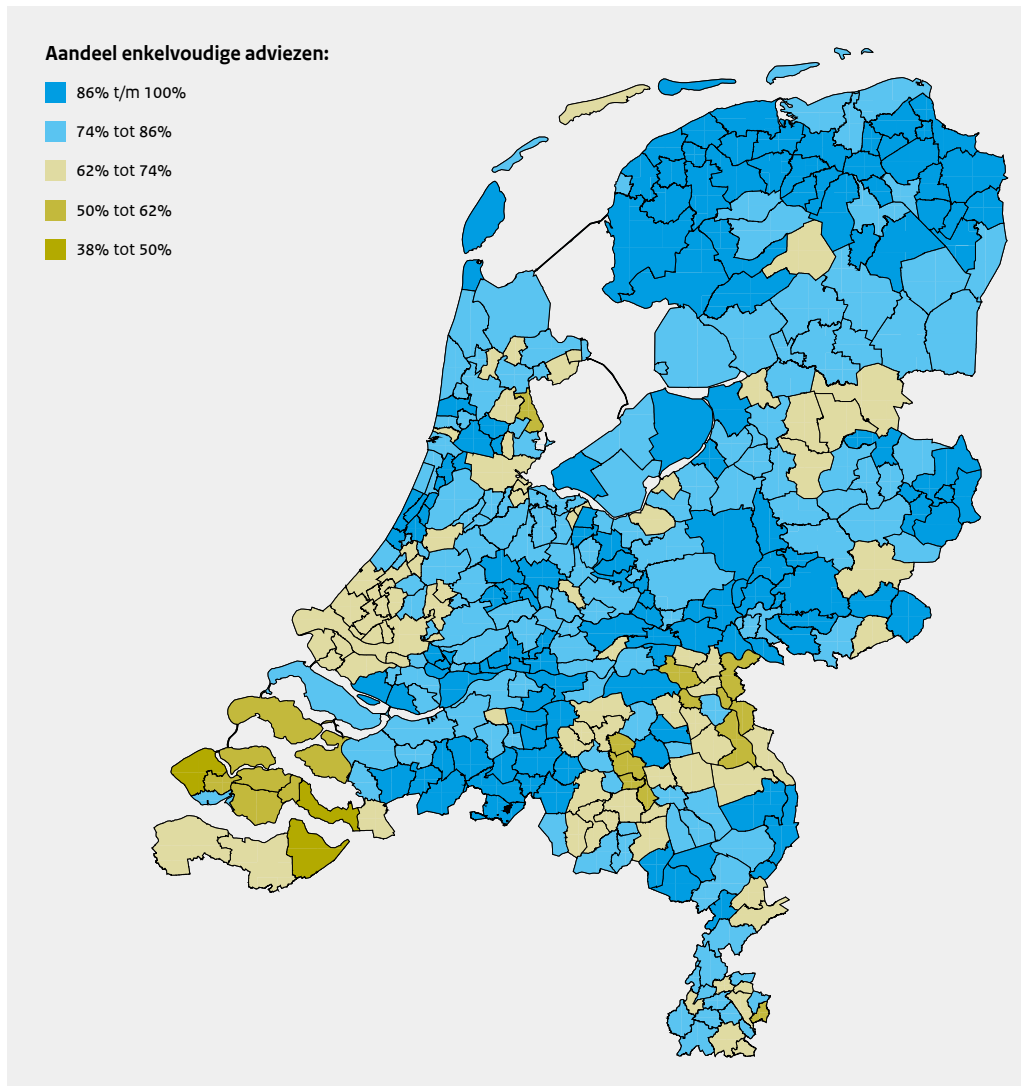 Aandeel enkelvoudige adviezen:
86% t/m 100%
74% tot 86%
62% tot 74%
50% tot 62%
38% tot 50%